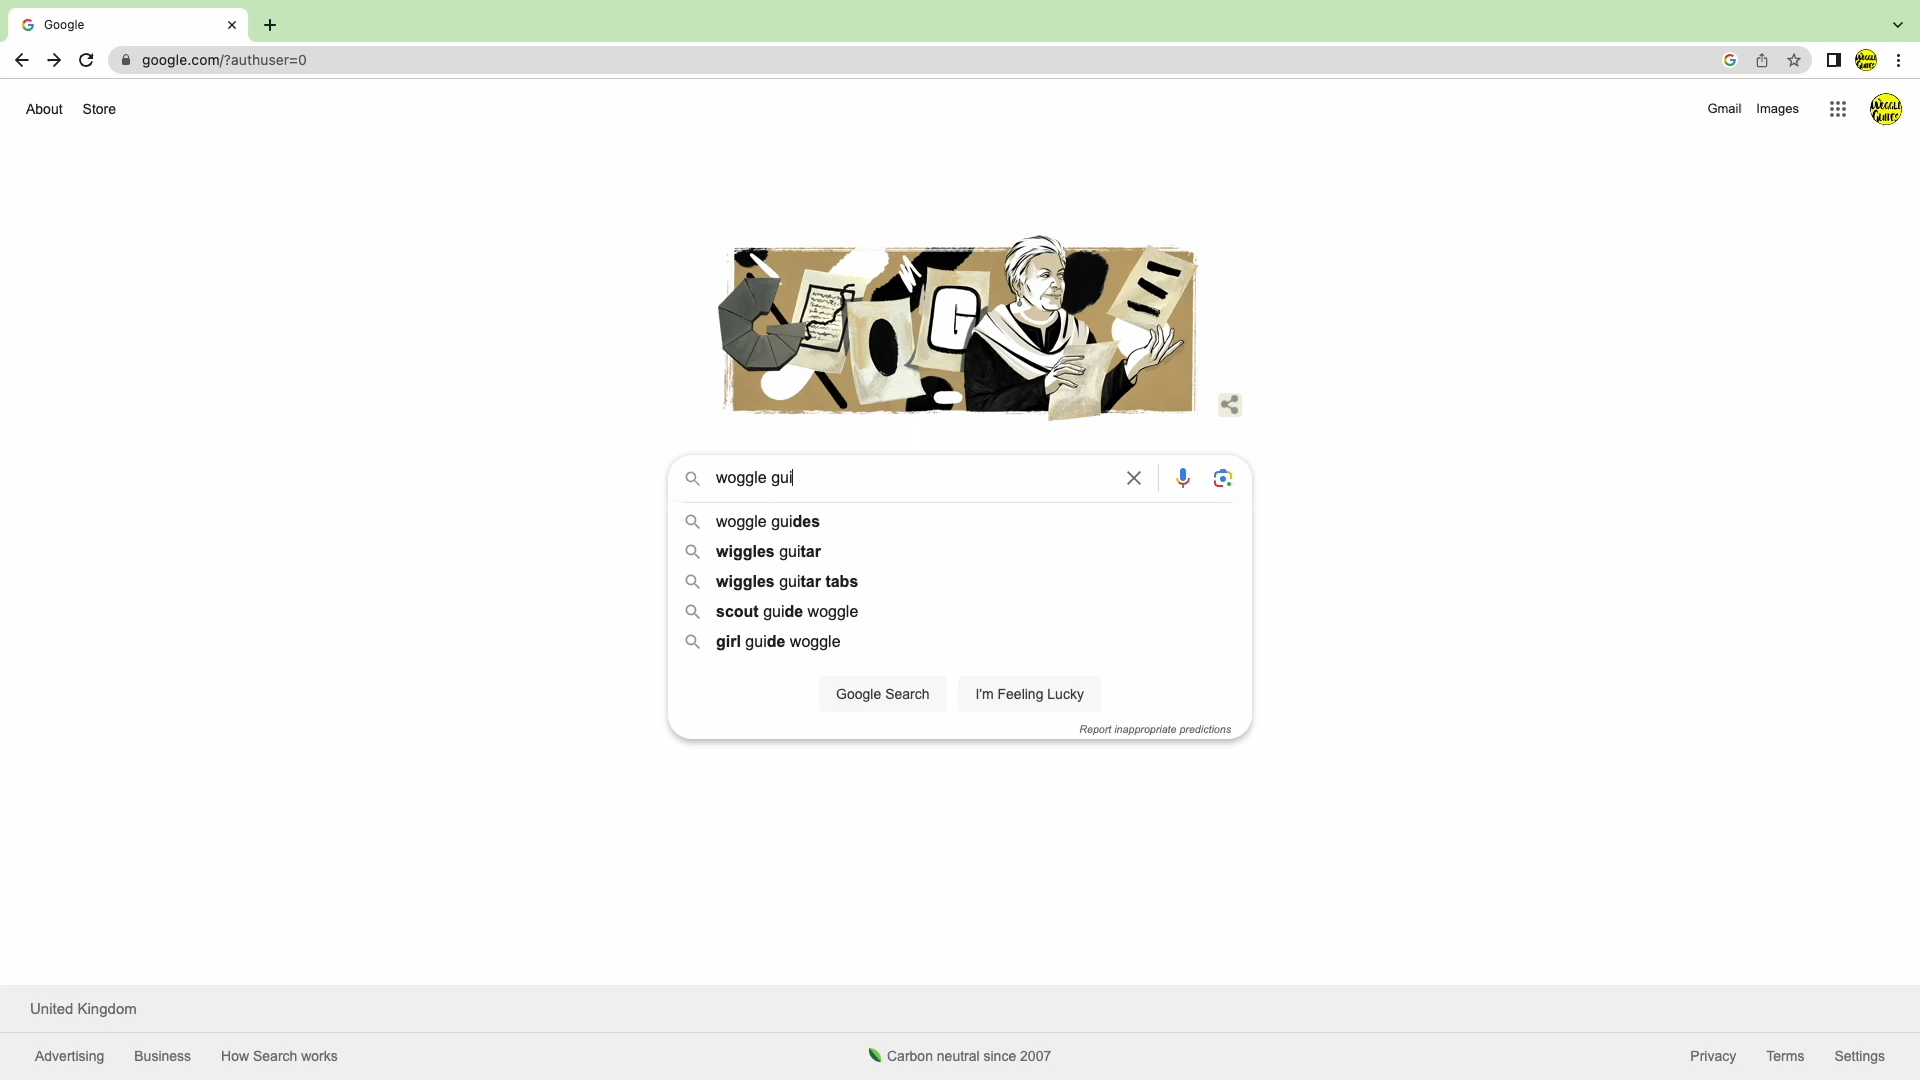 Google
google.com/?authuser=0
About Store
Gmail Images
WOGGLE
GUIDES
woggle gui
woggle guides
wiggles guitar
wiggles guitar tabs
scout guide woggle
girl guide woggle
Google Search I'm Feeling Lucky
Report inappropriate predictions
United Kingdom
Advertising Business How Search works
Carbon neutral since 2007
Privacy Terms Settings